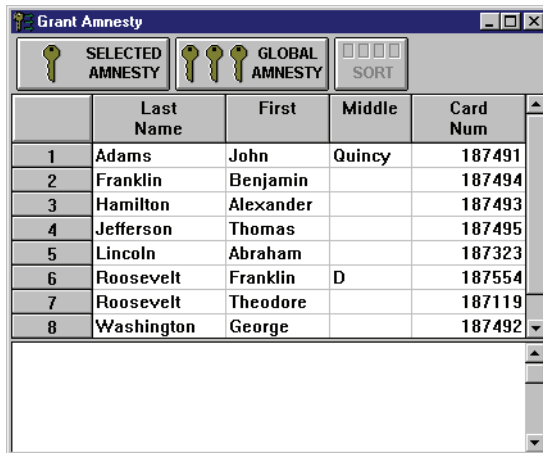 Grant Amnesty
SELECTED AMNESTY
GLOBAL AMNESTY
SORT
Last Name First Middle Card Num
1 Adams John Quincy 187491
2 Franklin Benjamin 187494
3 Hamilton Alexander 187493
4 Jefferson Thomas 187495
5 Lincoln Abraham 187323
6 Roosevelt Franklin D 187554
7 Roosevelt Theodore 187119
8 Washington George 187492